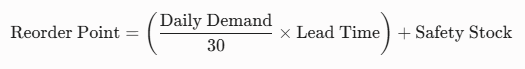 Reorder Point = (Daily Demand / 30 × Lead Time) + Safety Stock